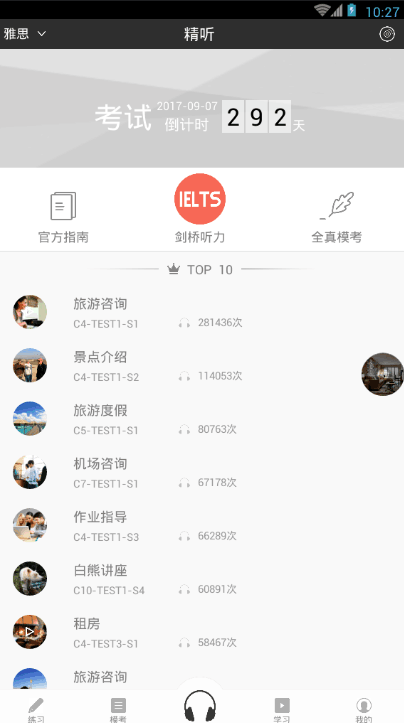 10:27
雅思
精听
考试
2017-09-07
倒计时
2 9 2 天
IELTS
官方指南
剑桥听力
全真模考
TOP 10
旅游咨询
C4-TEST1-S1 281436次
景点介绍
C4-TEST1-S2 114053次
旅游度假
C5-TEST1-S1 80763次
机场咨询
C7-TEST1-S1 67178次
作业指导
C4-TEST1-S3 66289次
白熊讲座
C10-TEST1-S4 60891次
租房
C4-TEST3-S1 58467次
旅游咨询
练习 模考 学习 我的